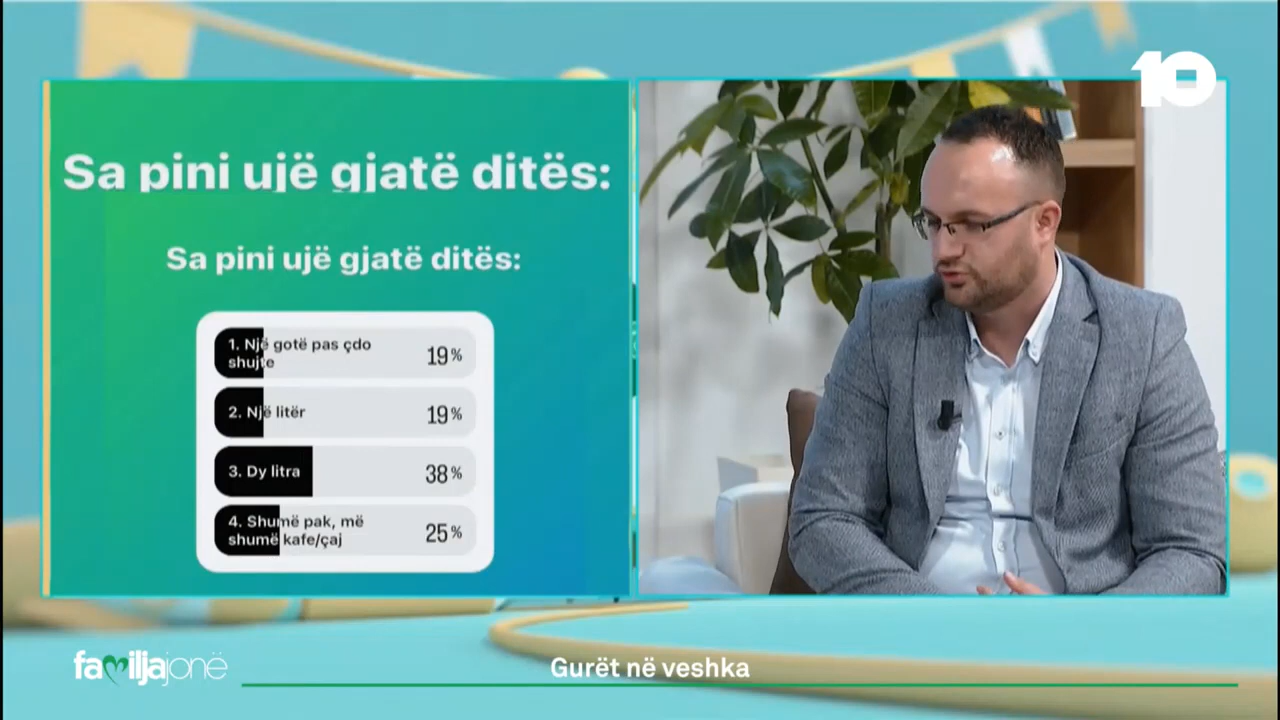 10
Sa pini ujë gjatë ditës:
Sa pini ujë gjatë ditës:
1. Një gotë pas çdo
shujte
19%
2. Një litër
19%
3. Dy litra
38%
4. Shumë pak, më
shumë kafe/çaj
25%
familjajonë
Gurët në veshka